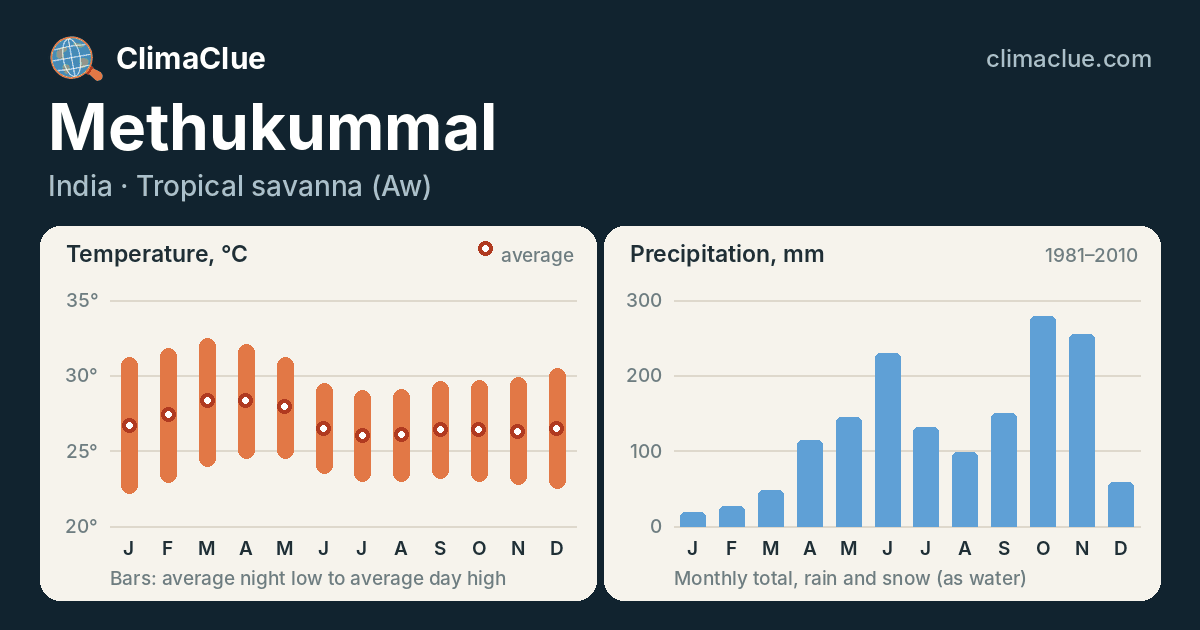 ClimaClue
climaclue.com
Methukummal
India · Tropical savanna (Aw)
Temperature, °C
average
35°
30°
25°
20°
J F M A M J J A S O N D
Bars: average night low to average day high
Precipitation, mm
1981–2010
300
200
100
0
J F M A M J J A S O N D
Monthly total, rain and snow (as water)